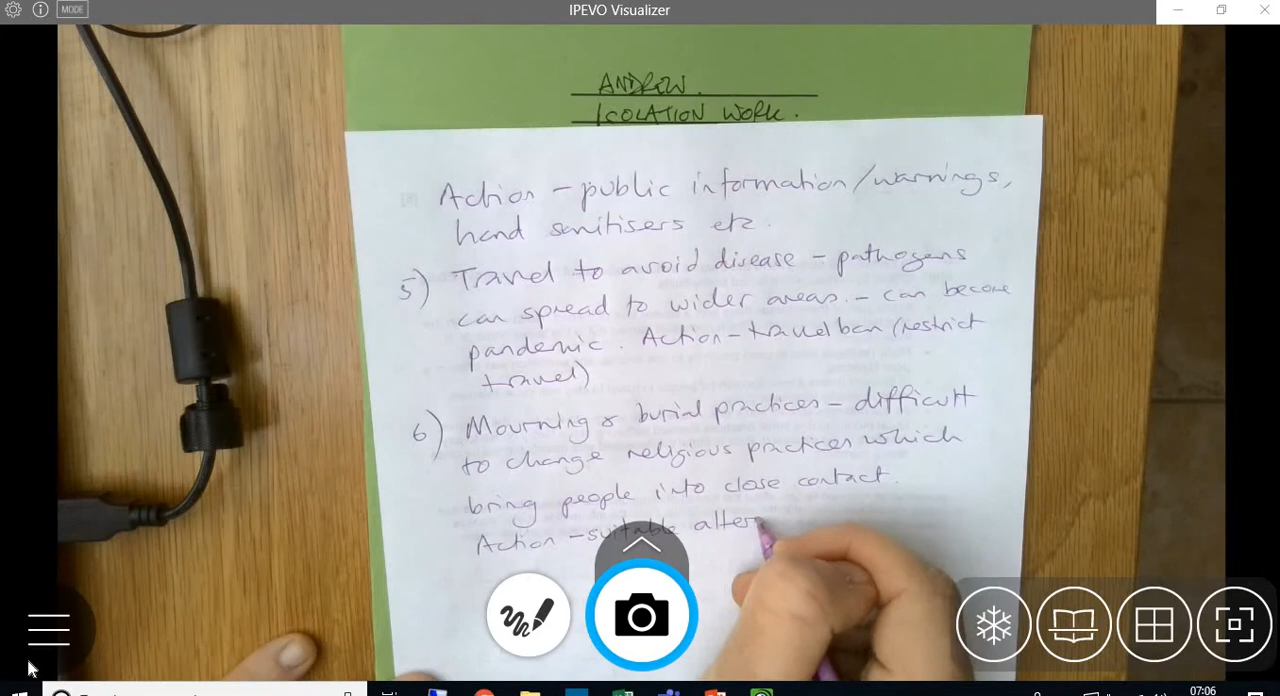 MODE
IPEVO Visualizer
ANDREW.
ISOLATION WORK.
Action – public information/warnings,
hand sanitisers etc.
5) Travel to avoid disease – pathogens
can spread to wider areas. – can become
pandemic. Action – travel ban (restrict
travel)
6) Mourning & burial practices – difficult
to change religious practices which
bring people into close contact.
Action – suitable altern
07:06